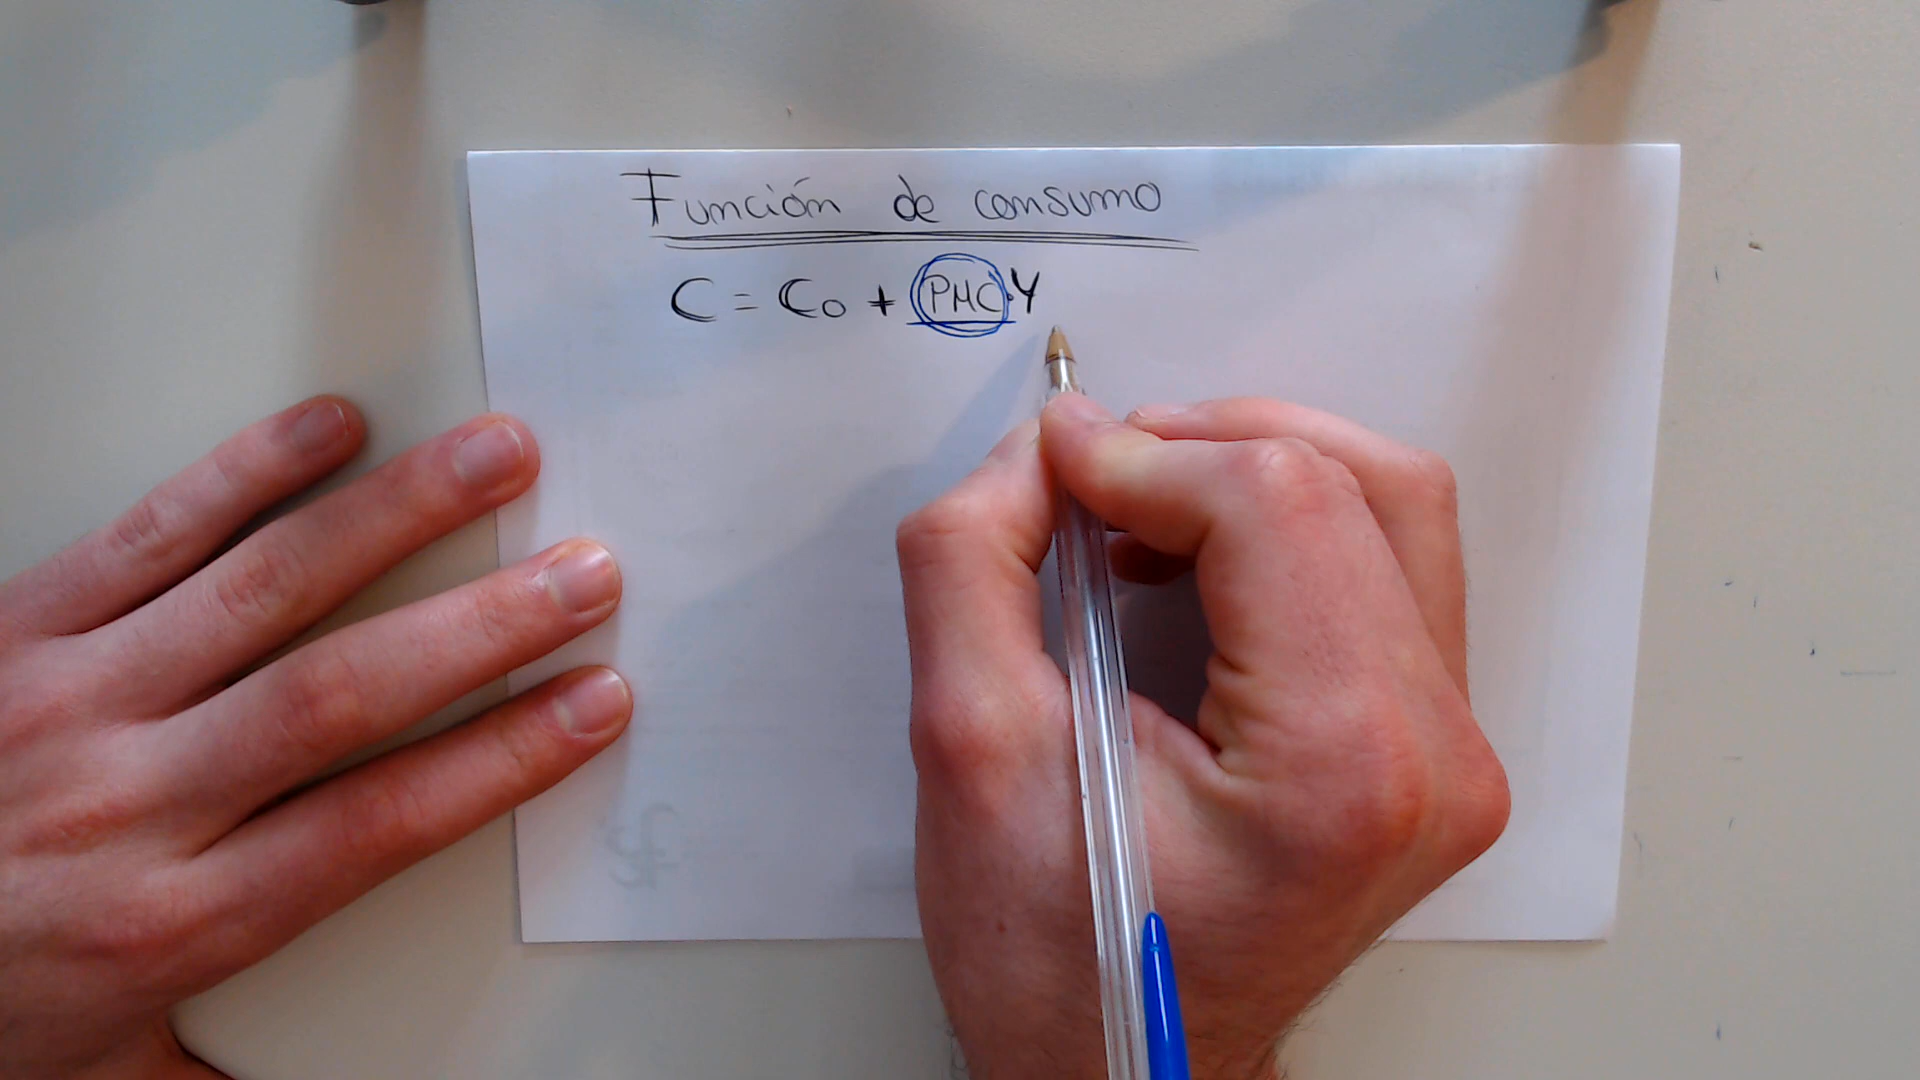 Función de consumo
C = C₀ + PMC·Y